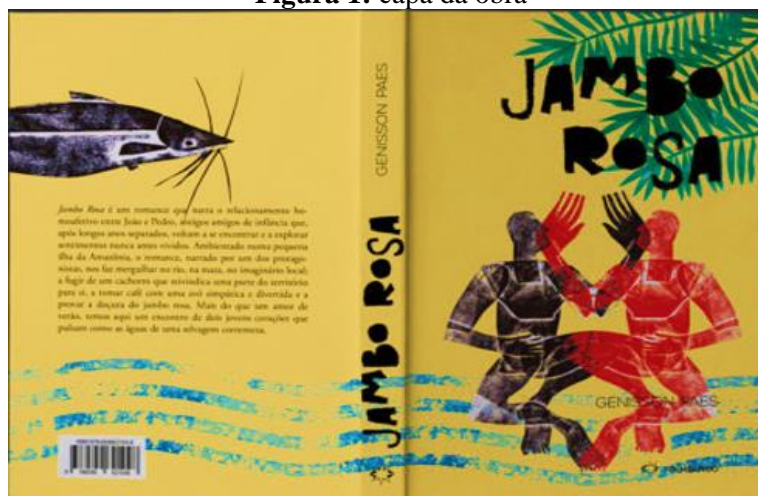 Figura 1: capa da obra
Jambo Rosa é um romance que narra o relacionamento ho-
moafetivo entre João e Pedro, antigos amigos de infância que,
após longos anos separados, voltam a se encontrar e a explorar
sentimentos nunca antes vividos. Ambientado numa pequena
ilha da Amazônia, o romance, narrado por um dos protago-
nistas, nos faz mergulhar no rio, na mata, no imaginário local;
a fugir de um cachorro que reivindica uma parte do território
para si, a tomar café com uma avó simpática e divertida e a
provar a doçura do jambo rosa. Mais do que um amor de
verão, temos aqui um encontro de dois jovens corações que
pulsam como as águas de uma selvagem correnteza.
GENISSON PAES
JAMBO ROSA
JAMBO
ROSA
GENISSON PAES